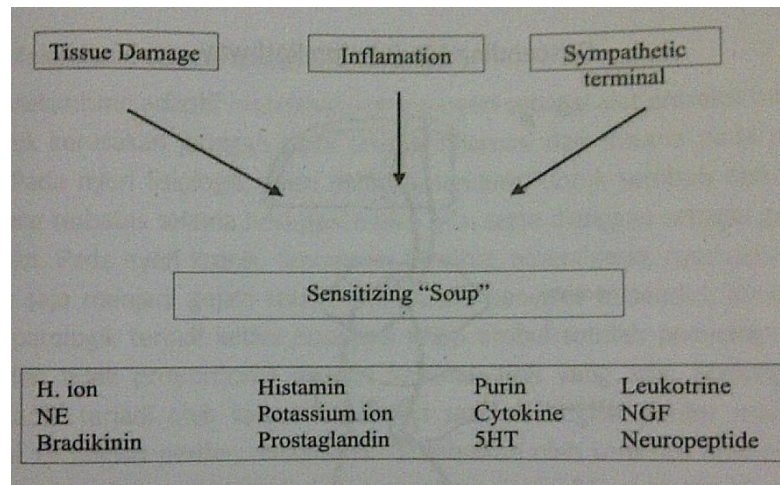 Tissue Damage
Inflamation
Sympathetic
terminal
Sensitizing “Soup”
H. ion Histamin Purin Leukotrine
NE Potassium ion Cytokine NGF
Bradikinin Prostaglandin 5HT Neuropeptide